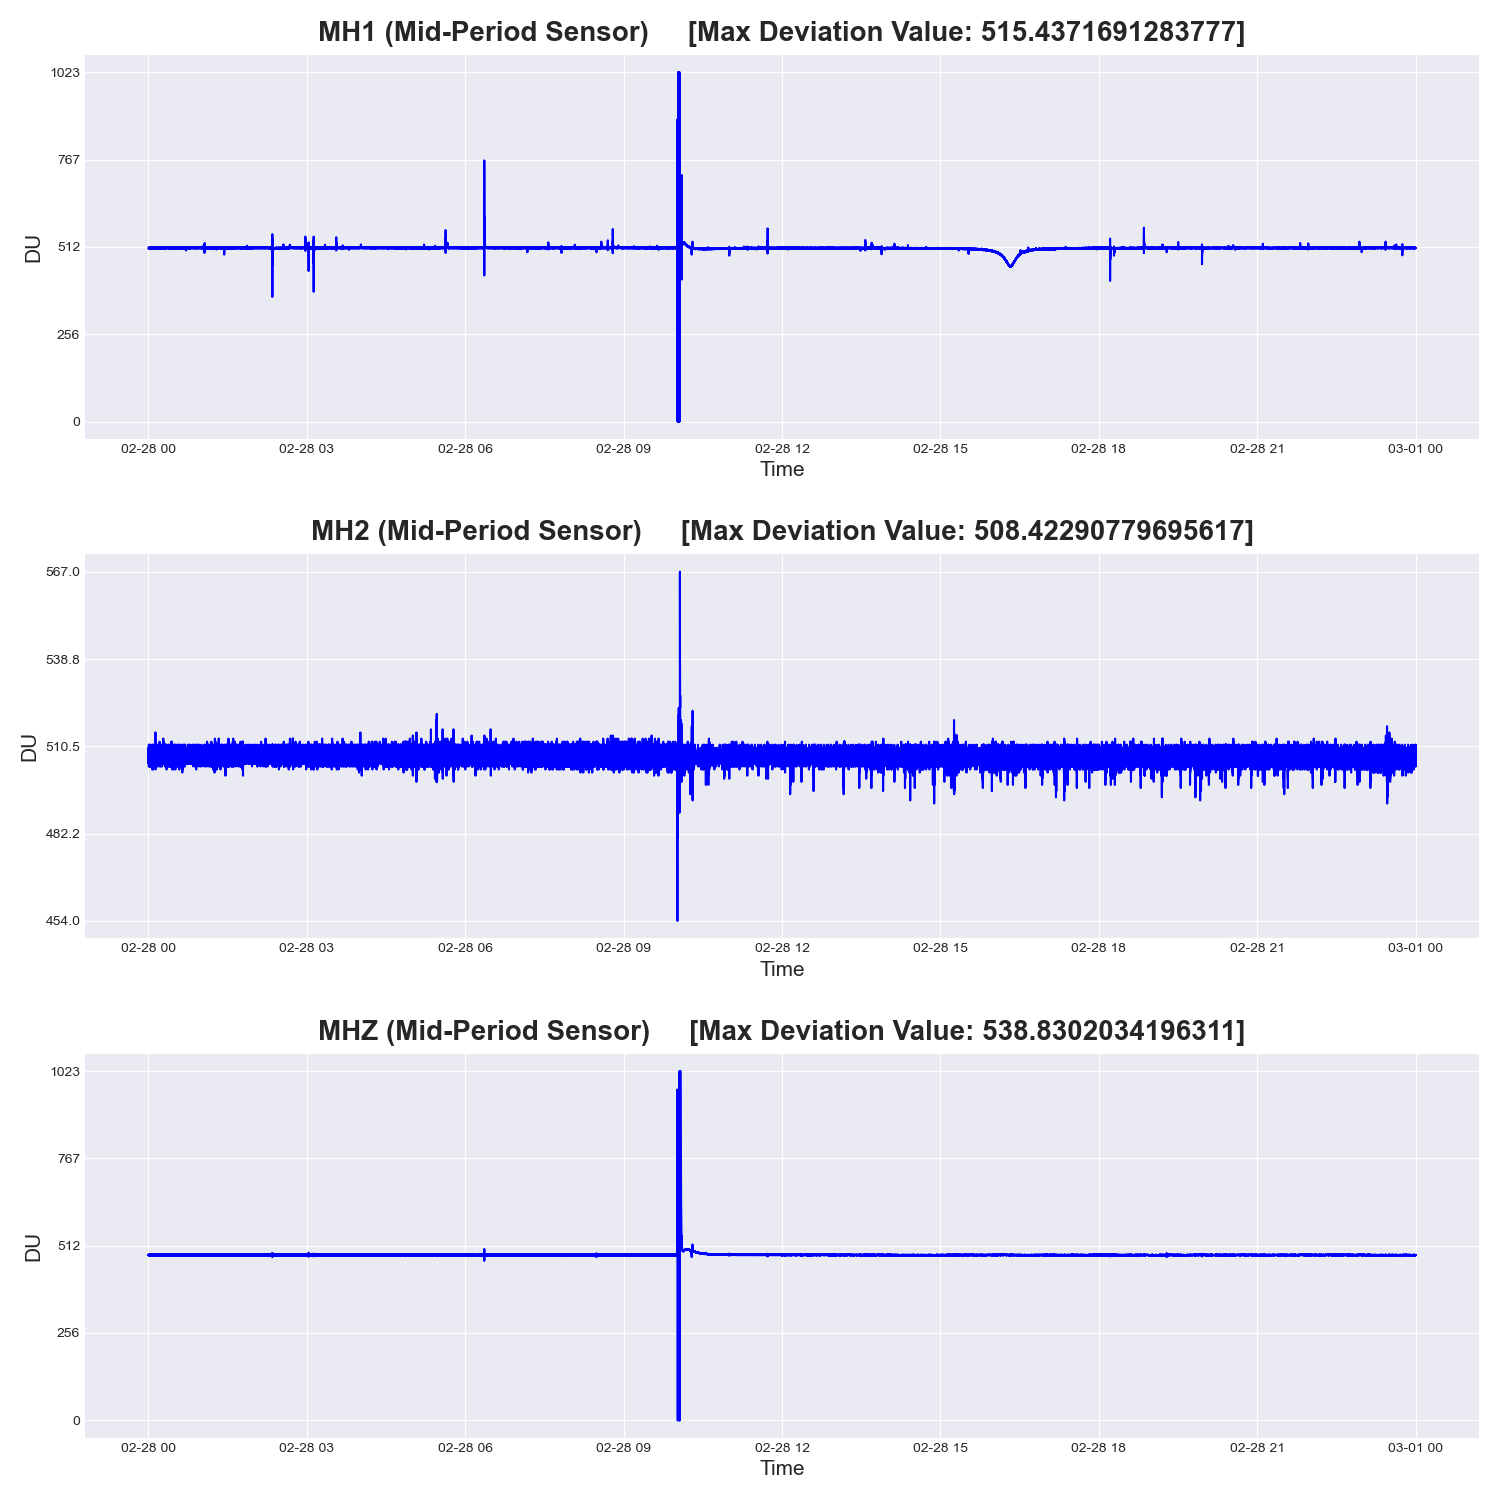 MH1 (Mid-Period Sensor) [Max Deviation Value: 515.4371691283777]
1023
767
512
256
0
DU
02-28 00 02-28 03 02-28 06 02-28 09 02-28 12 02-28 15 02-28 18 02-28 21 03-01 00
Time
MH2 (Mid-Period Sensor) [Max Deviation Value: 508.42290779695617]
567.0
538.8
510.5
482.2
454.0
DU
02-28 00 02-28 03 02-28 06 02-28 09 02-28 12 02-28 15 02-28 18 02-28 21 03-01 00
Time
MHZ (Mid-Period Sensor) [Max Deviation Value: 538.8302034196311]
1023
767
512
256
0
DU
02-28 00 02-28 03 02-28 06 02-28 09 02-28 12 02-28 15 02-28 18 02-28 21 03-01 00
Time